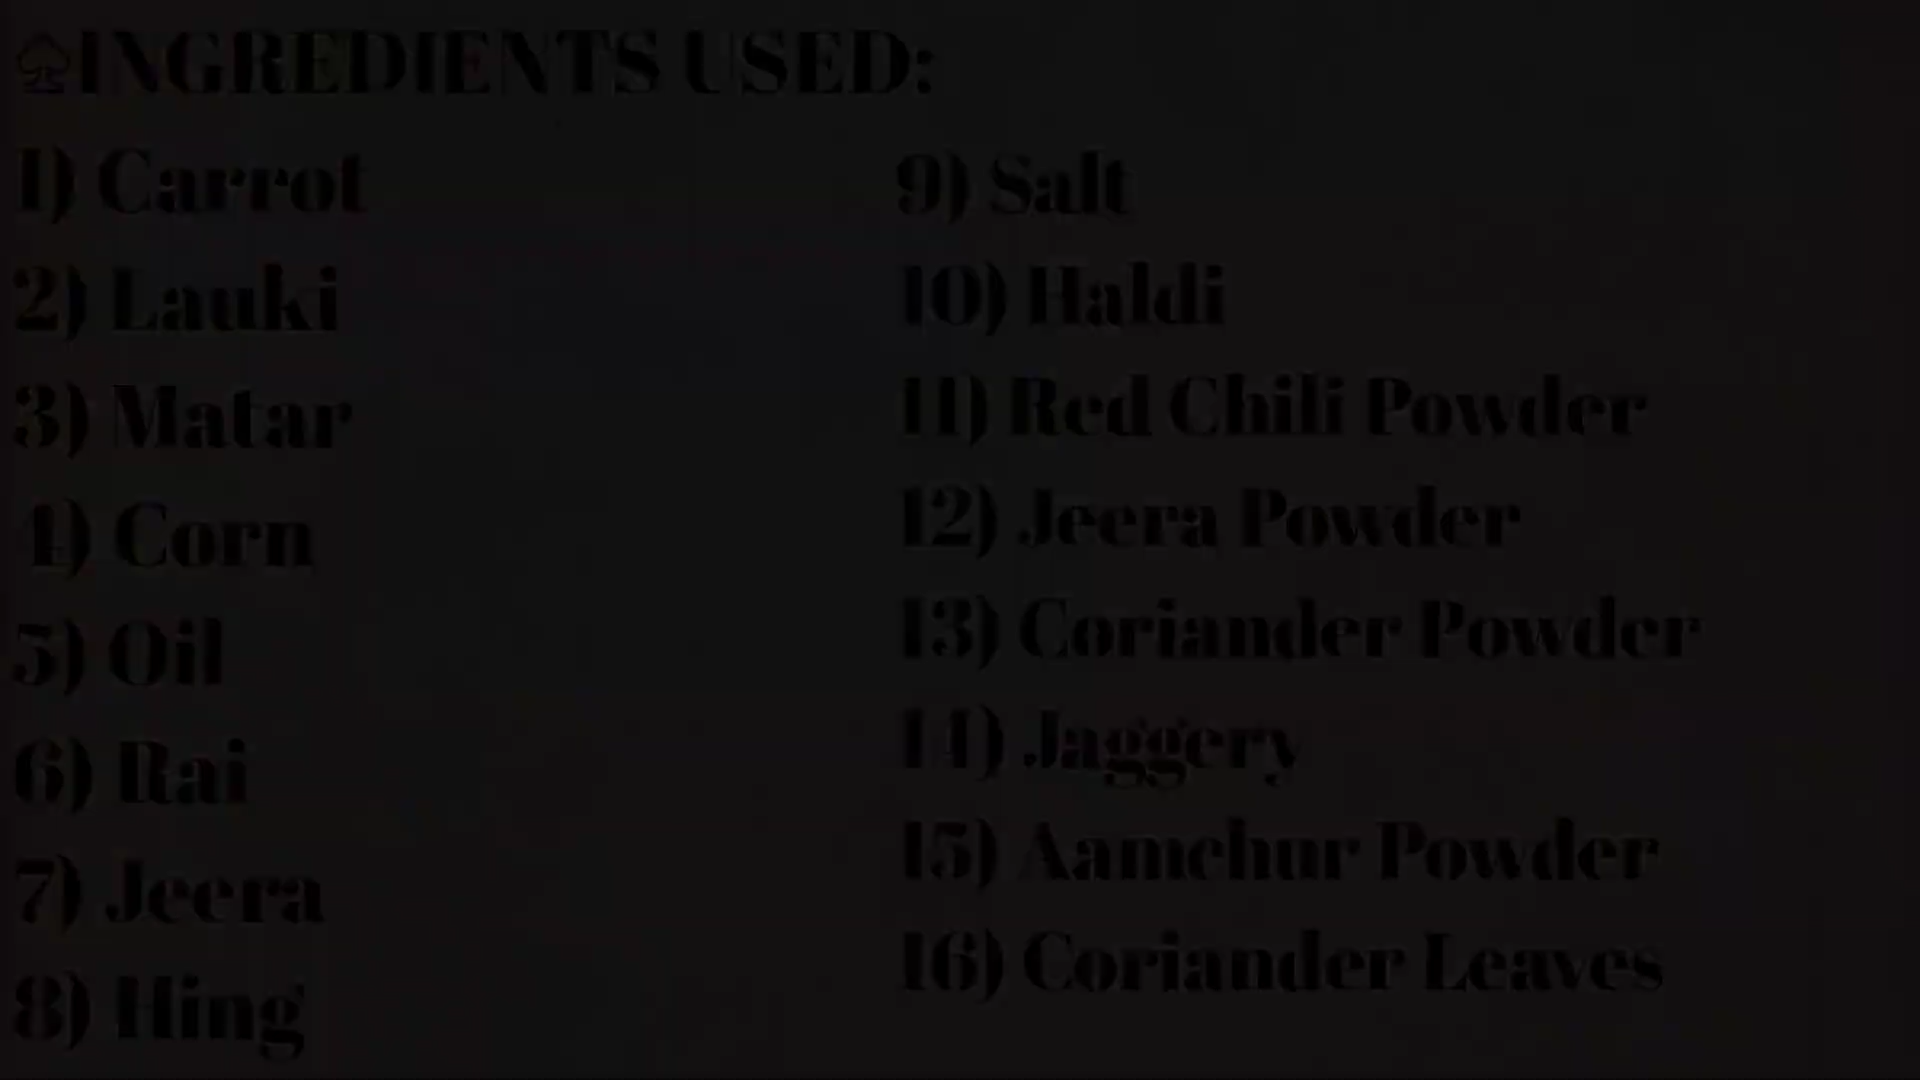 ♤INGREDIENTS USED:
1) Carrot
2) Lauki
3) Matar
4) Corn
5) Oil
6) Rai
7) Jeera
8) Hing
9) Salt
10) Haldi
11) Red Chili Powder
12) Jeera Powder
13) Coriander Powder
14) Jaggery
15) Aamchur Powder
16) Coriander Leaves